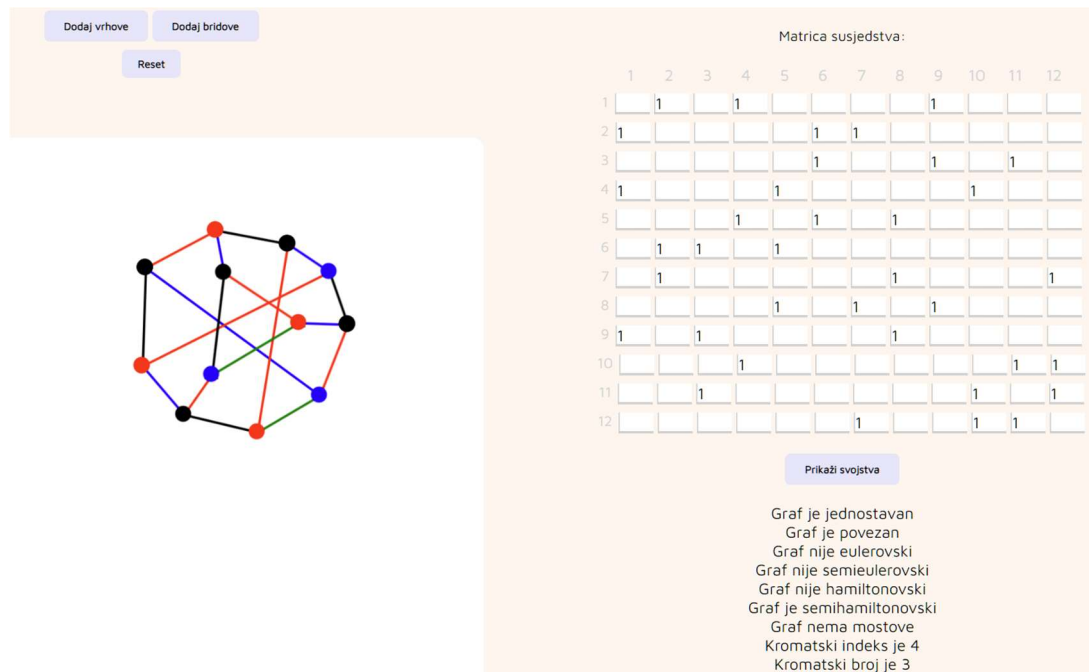 Dodaj vrhove Dodaj bridove
Reset
Matrica susjedstva:
1 2 3 4 5 6 7 8 9 10 11 12
1 1 1 1
2 1 1 1
3 1 1 1
4 1 1 1
5 1 1 1
6 1 1 1
7 1 1 1
8 1 1 1
9 1 1 1
10 1 1 1
11 1 1 1
12 1 1 1
Prikaži svojstva
Graf je jednostavan
Graf je povezan
Graf nije eulerovski
Graf nije semieulerovski
Graf nije hamiltonovski
Graf je semihamiltonovski
Graf nema mostove
Kromatski indeks je 4
Kromatski broj je 3